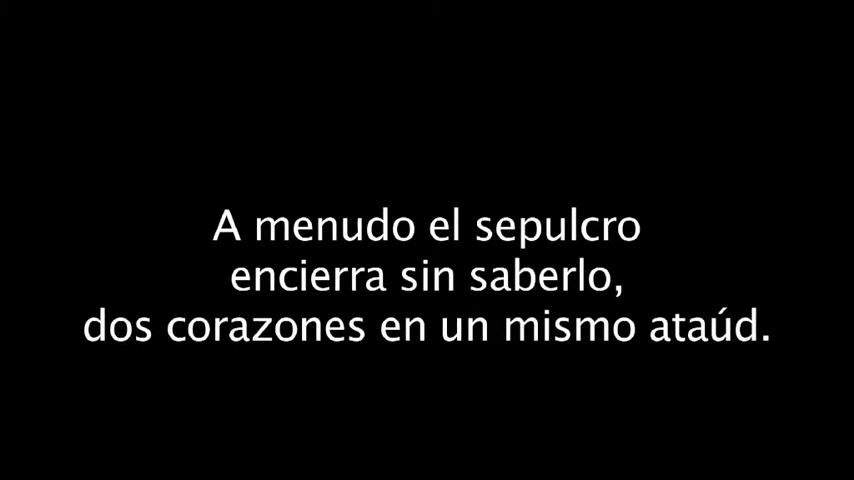 A menudo el sepulcro
encierra sin saberlo,
dos corazones en un mismo ataúd.